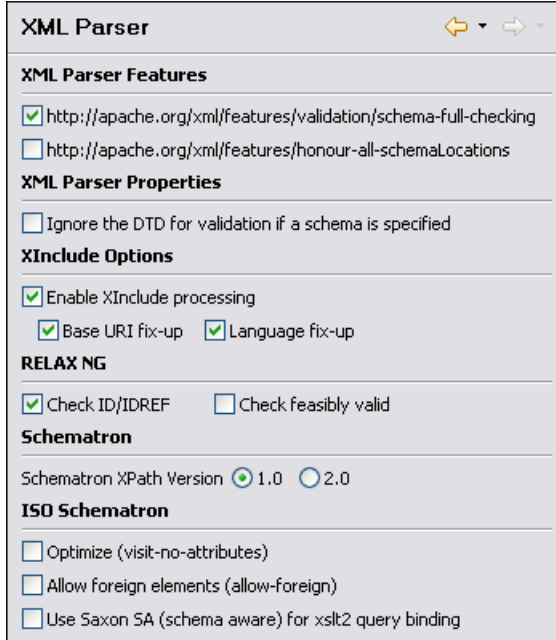 XML Parser
XML Parser Features
http://apache.org/xml/features/validation/schema-full-checking
http://apache.org/xml/features/honour-all-schemaLocations
XML Parser Properties
Ignore the DTD for validation if a schema is specified
XInclude Options
Enable XInclude processing
Base URI fix-up Language fix-up
RELAX NG
Check ID/IDREF Check feasibly valid
Schematron
Schematron XPath Version 1.0 2.0
ISO Schematron
Optimize (visit-no-attributes)
Allow foreign elements (allow-foreign)
Use Saxon SA (schema aware) for xslt2 query binding